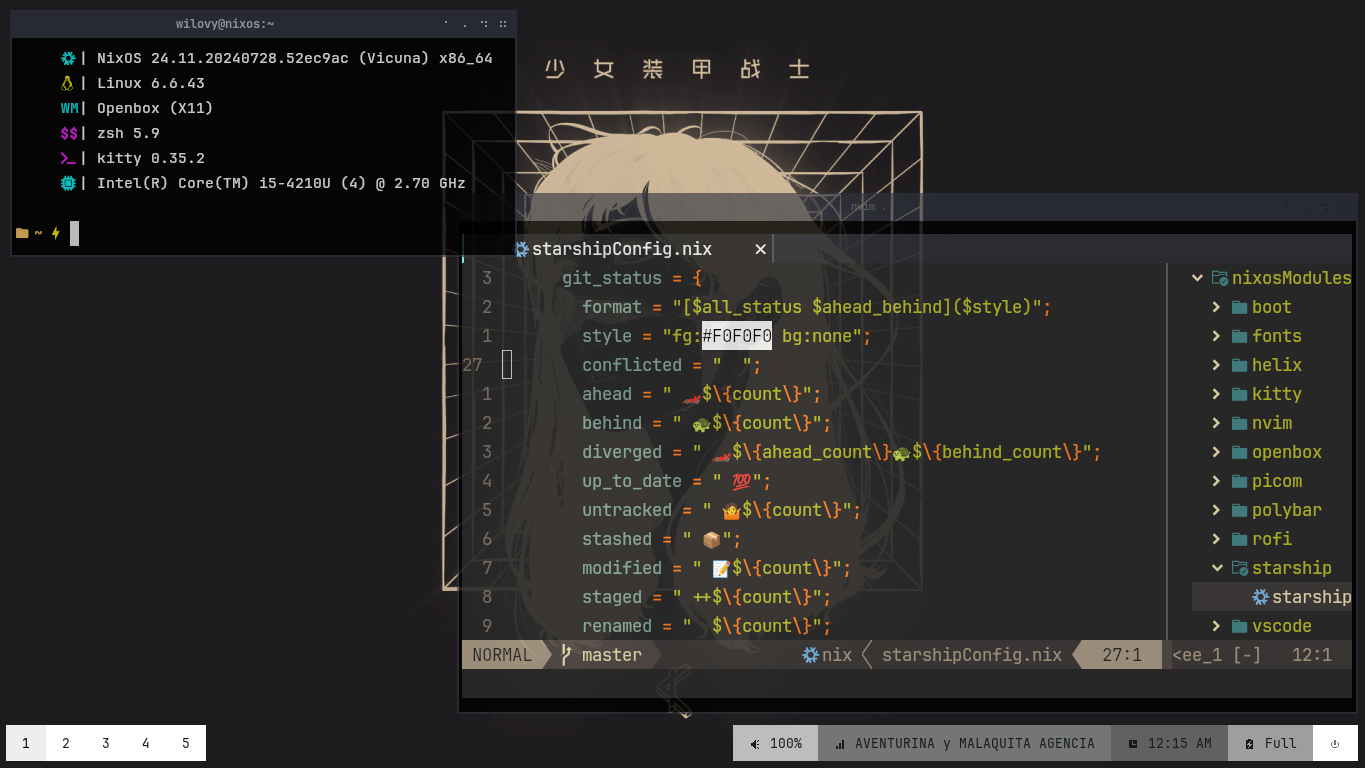 wilovy@nixos:~
| NixOS 24.11.20240728.52ec9ac (Vicuna) x86_64
| Linux 6.6.43
WM| Openbox (X11)
$$| zsh 5.9
>_| kitty 0.35.2
| Intel(R) Core(TM) i5-4210U (4) @ 2.70 GHz
~
少女装甲战士
nvim .
starshipConfig.nix ×
3 git_status = {
2 format = "[$all_status $ahead_behind]($style)";
1 style = "fg:#F0F0F0 bg:none";
27 conflicted = "  ";
1 ahead = " 🏎️$\{count\}";
2 behind = " 🐢$\{count\}";
3 diverged = " 🏎️$\{ahead_count\}🐢$\{behind_count\}";
4 up_to_date = " 💯";
5 untracked = " 🤷$\{count\}";
6 stashed = " 📦";
7 modified = " 📝$\{count\}";
8 staged = " ++$\{count\}";
9 renamed = "  $\{count\}";
nixosModules
boot
fonts
helix
kitty
nvim
openbox
picom
polybar
rofi
starship
starship
vscode
NORMAL master nix starshipConfig.nix 27:1 <ee_1 [-] 12:1
1 2 3 4 5
100% AVENTURINA y MALAQUITA AGENCIA 12:15 AM Full